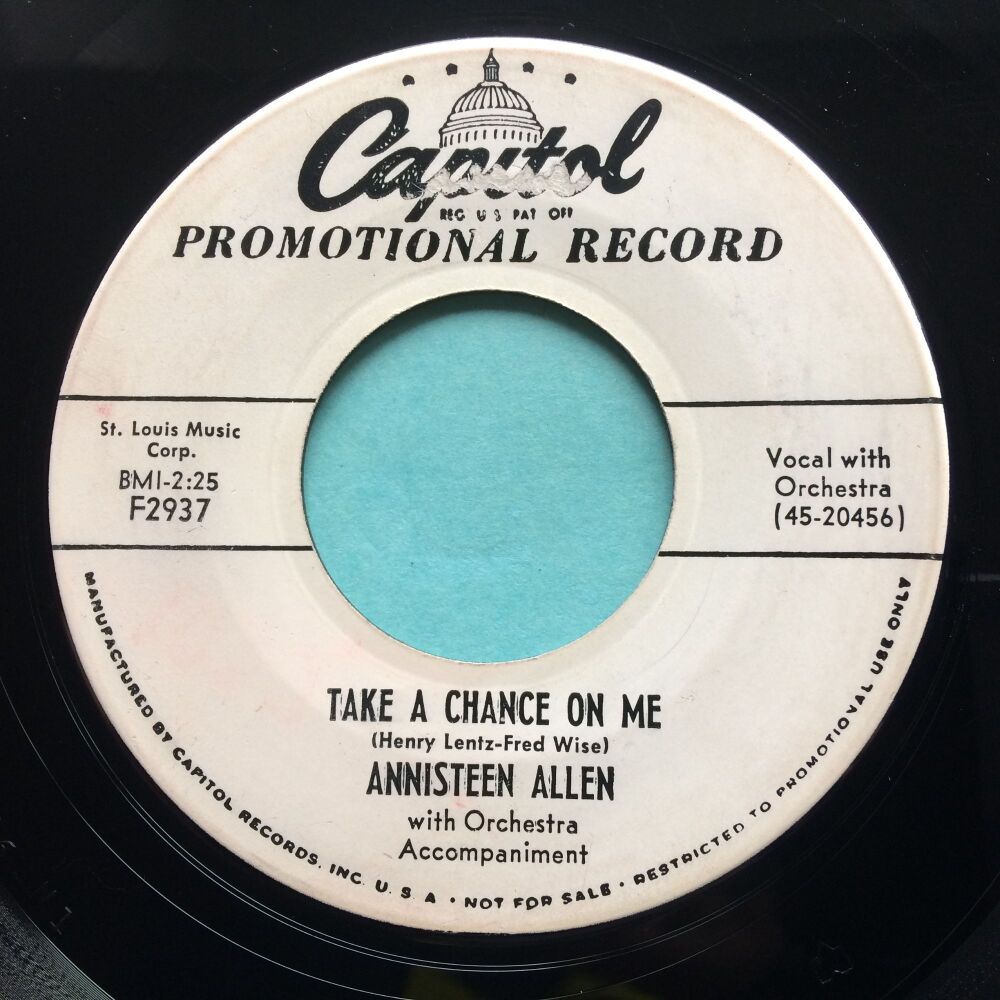 Capitol
REG U S PAT OFF
PROMOTIONAL RECORD
St. Louis Music
Corp.
BMI-2:25
F2937
Vocal with
Orchestra
(45-20456)
TAKE A CHANCE ON ME
(Henry Lentz-Fred Wise)
ANNISTEEN ALLEN
with Orchestra
Accompaniment
MANUFACTURED BY CAPITOL RECORDS, INC. U. S. A • NOT FOR SALE • RESTRICTED TO PROMOTIONAL USE ONLY